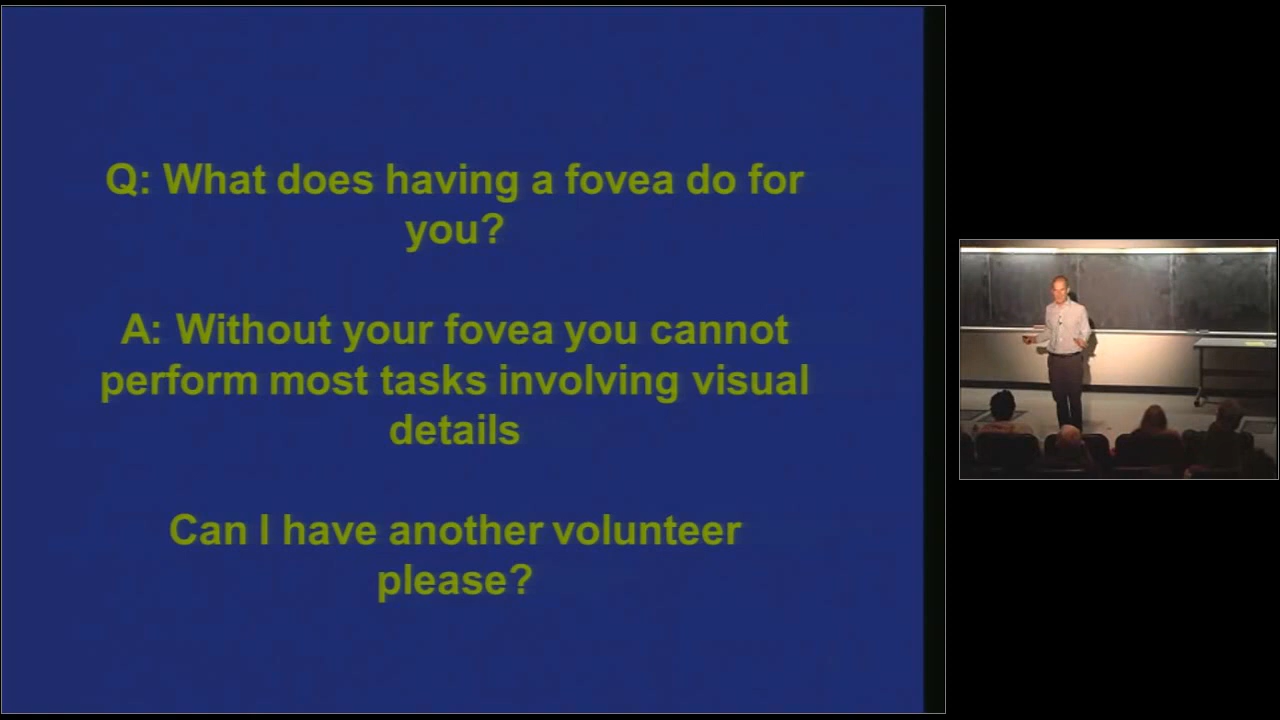 Q: What does having a fovea do for
you?
A: Without your fovea you cannot
perform most tasks involving visual
details
Can I have another volunteer
please?